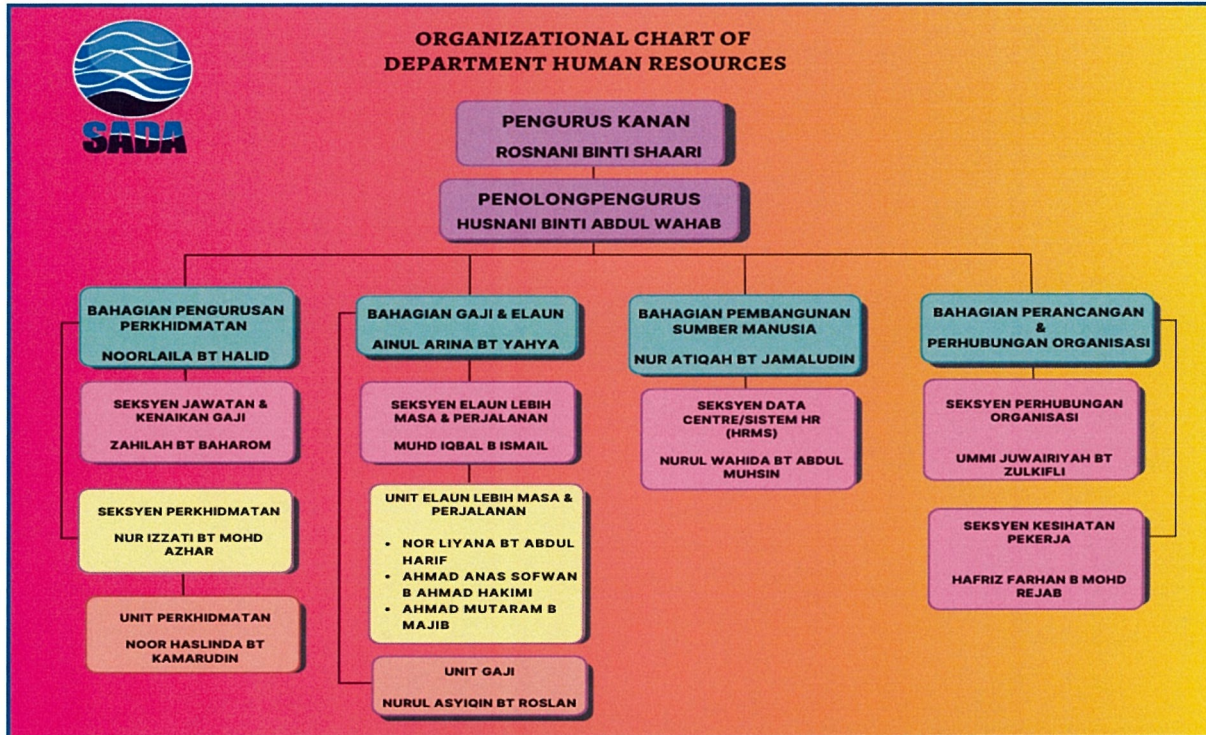 SADA
ORGANIZATIONAL CHART OF
DEPARTMENT HUMAN RESOURCES
PENGURUS KANAN
ROSNANI BINTI SHAARI
PENOLONGPENGURUS
HUSNANI BINTI ABDUL WAHAB
BAHAGIAN PENGURUSAN
PERKHIDMATAN
NOORLAILA BT HALID
SEKSYEN JAWATAN &
KENAIKAN GAJI
ZAHILAH BT BAHAROM
SEKSYEN PERKHIDMATAN
NUR IZZATI BT MOHD
AZHAR
UNIT PERKHIDMATAN
NOOR HASLINDA BT
KAMARUDIN
BAHAGIAN GAJI & ELAUN
AINUL ARINA BT YAHYA
SEKSYEN ELAUN LEBIH
MASA & PERJALANAN
MUHD IQBAL B ISMAIL
UNIT ELAUN LEBIH MASA &
PERJALANAN
• NOR LIYANA BT ABDUL
HARIF
• AHMAD ANAS SOFWAN
B AHMAD HAKIMI
• AHMAD MUTARAM B
MAJIB
UNIT GAJI
NURUL ASYIQIN BT ROSLAN
BAHAGIAN PEMBANGUNAN
SUMBER MANUSIA
NUR ATIQAH BT JAMALUDIN
SEKSYEN DATA
CENTRE/SISTEM HR
(HRMS)
NURUL WAHIDA BT ABDUL
MUHSIN
BAHAGIAN PERANCANGAN
&
PERHUBUNGAN ORGANISASI
SEKSYEN PERHUBUNGAN
ORGANISASI
UMMI JUWAIRIYAH BT
ZULKIFLI
SEKSYEN KESIHATAN
PEKERJA
HAFRIZ FARHAN B MOHD
REJAB